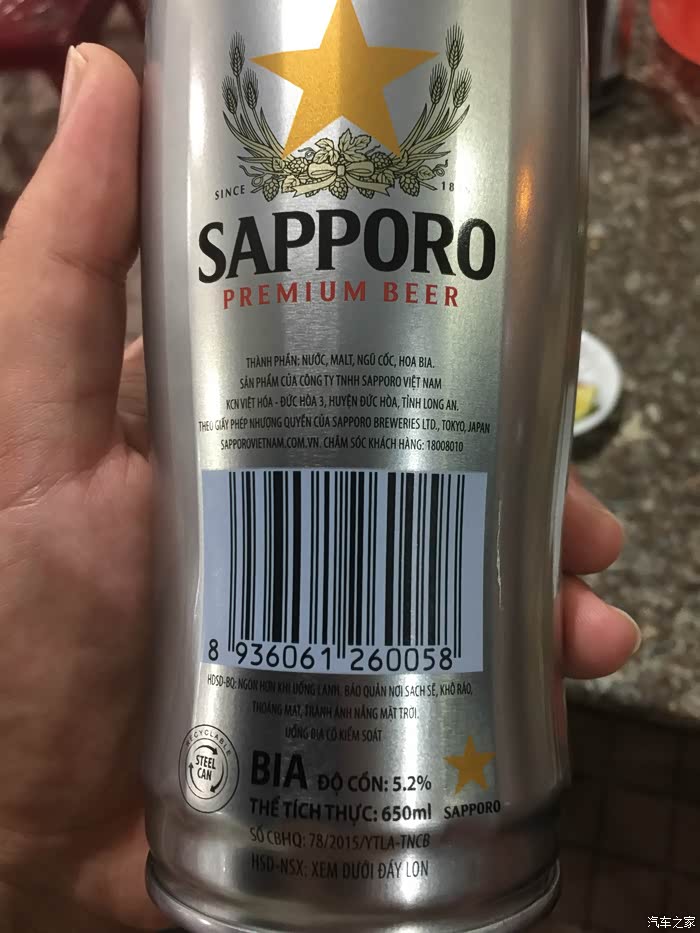 SINCE 18
SAPPORO
PREMIUM BEER
THÀNH PHẦN: NƯỚC, MALT, NGŨ CỐC, HOA BIA.
SẢN PHẨM CỦA CÔNG TY TNHH SAPPORO VIỆT NAM
KCN VIỆT HÓA - ĐỨC HÒA 3, HUYỆN ĐỨC HÒA, TỈNH LONG AN.
THEO GIẤY PHÉP NHƯỢNG QUYỀN CỦA SAPPORO BREWERIES LTD., TOKYO, JAPAN
SAPPOROVIETNAM.COM.VN. CHĂM SÓC KHÁCH HÀNG: 18008010
8 936061 260058
HDSD-BQ: NGON HƠN KHI UỐNG LẠNH. BẢO QUẢN NƠI SẠCH SẼ, KHÔ RÁO,
THOÁNG MÁT, TRÁNH ÁNH NẮNG MẶT TRỜI.
UỐNG BIA CÓ KIỂM SOÁT
RECYCLABLE
STEEL
CAN
BIA ĐỘ CỒN: 5.2%
THỂ TÍCH THỰC: 650ml
SAPPORO
SỐ CBHQ: 78/2015/YTLA-TNCB
HSD-NSX: XEM DƯỚI ĐÁY LON
汽车之家